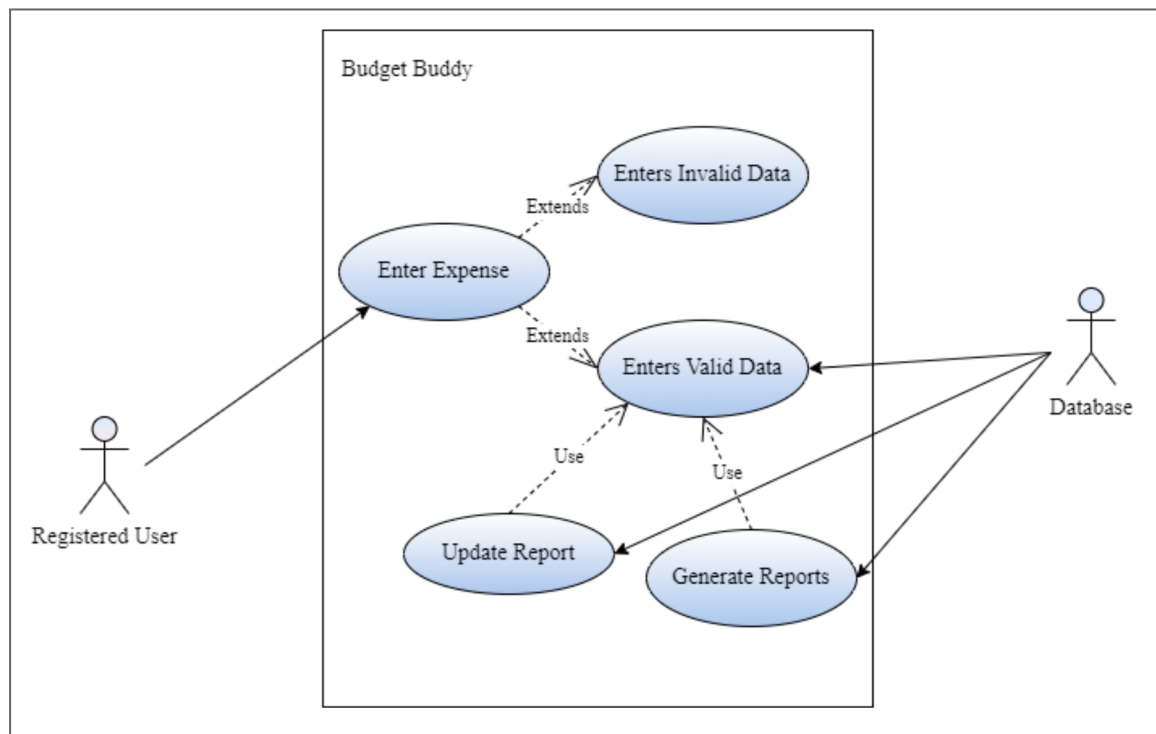 Budget Buddy
Enters Invalid Data
Extends
Enter Expense
Extends
Enters Valid Data
Database
Use
Use
Registered User
Update Report
Generate Reports